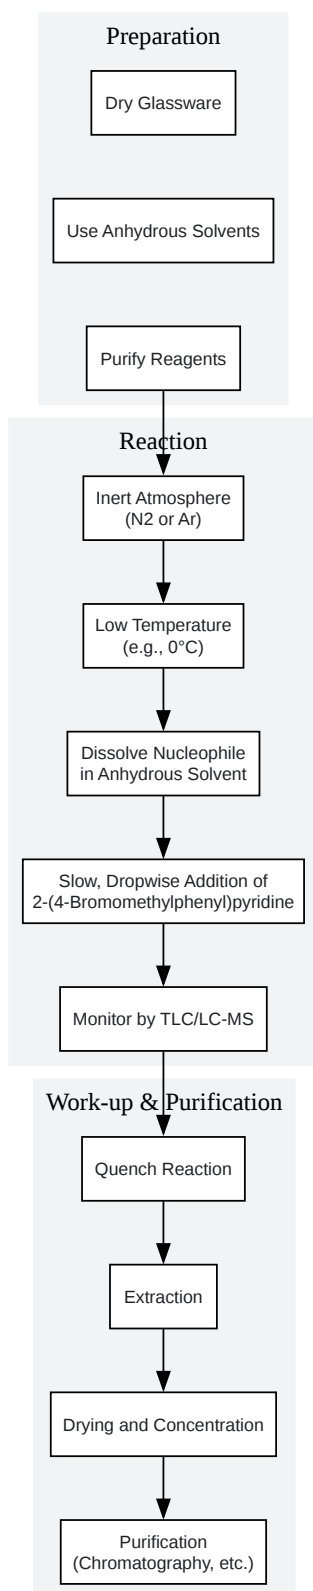 Preparation
Dry Glassware
Use Anhydrous Solvents
Purify Reagents
Reaction
Inert Atmosphere
(N2 or Ar)
Low Temperature
(e.g., 0°C)
Dissolve Nucleophile
in Anhydrous Solvent
Slow, Dropwise Addition of
2-(4-Bromomethylphenyl)pyridine
Monitor by TLC/LC-MS
Work-up & Purification
Quench Reaction
Extraction
Drying and Concentration
Purification
(Chromatography, etc.)